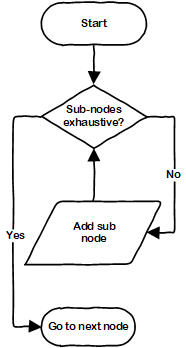 Start
Sub-nodes
exhaustive?
No
Add sub
node
Yes
Go to next node